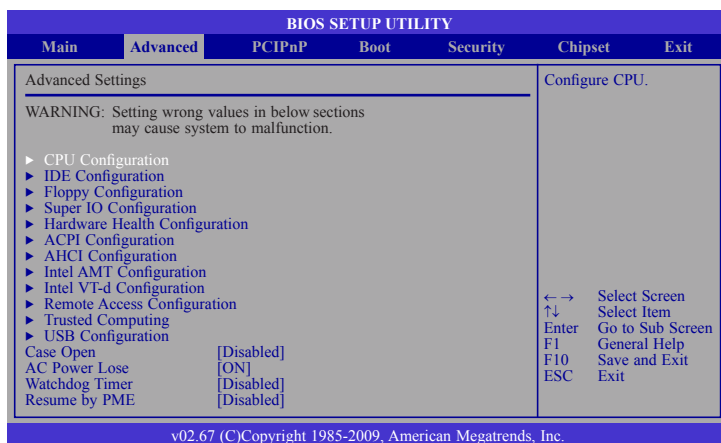 BIOS SETUP UTILITY
Main Advanced PCIPnP Boot Security Chipset Exit
Advanced Settings
WARNING: Setting wrong values in below sections
may cause system to malfunction.
► CPU Configuration
► IDE Configuration
► Floppy Configuration
► Super IO Configuration
► Hardware Health Configuration
► ACPI Configuration
► AHCI Configuration
► Intel AMT Configuration
► Intel VT-d Configuration
► Remote Access Configuration
► Trusted Computing
► USB Configuration
Case Open [Disabled]
AC Power Lose [ON]
Watchdog Timer [Disabled]
Resume by PME [Disabled]
Configure CPU.
←→ Select Screen
↑↓ Select Item
Enter Go to Sub Screen
F1 General Help
F10 Save and Exit
ESC Exit
v02.67 (C)Copyright 1985-2009, American Megatrends, Inc.